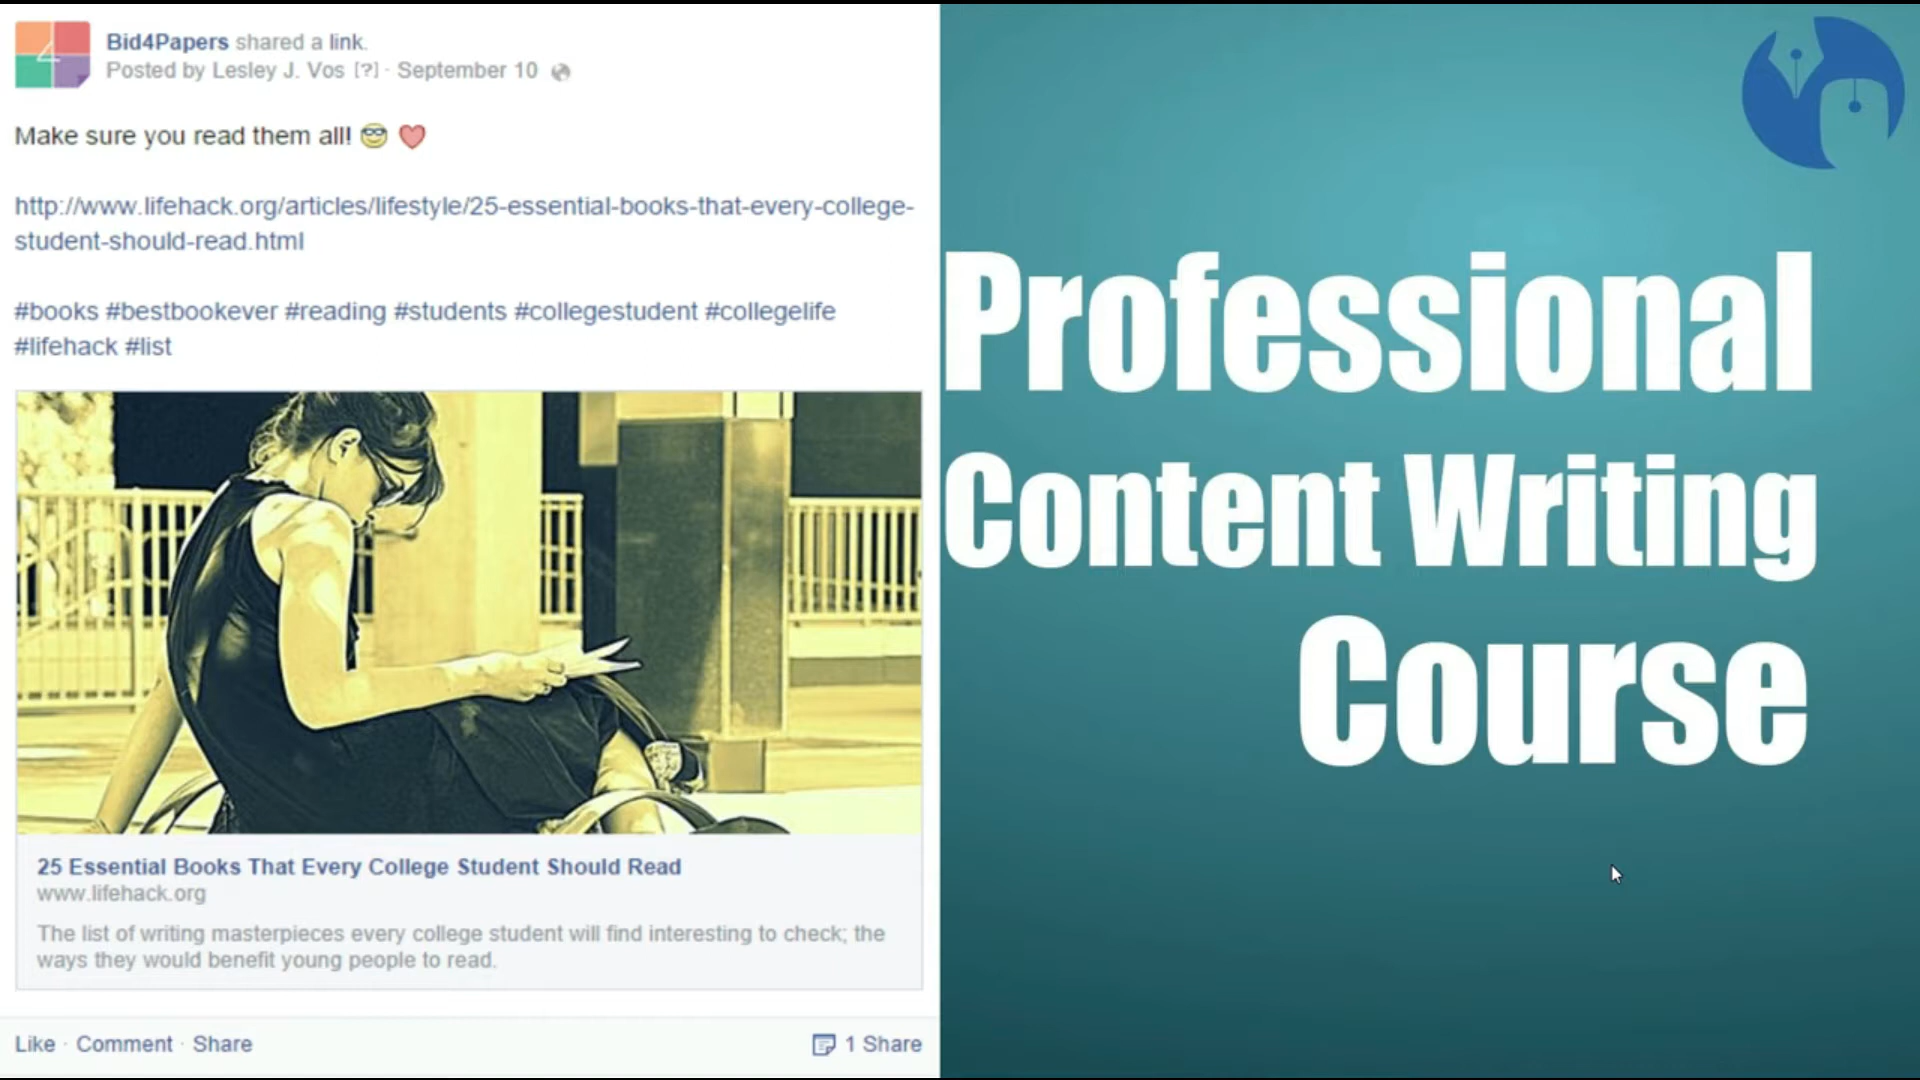 4
Bid4Papers shared a link.
Posted by Lesley J. Vos [?] · September 10
Make sure you read them all! 😎 ❤
http://www.lifehack.org/articles/lifestyle/25-essential-books-that-every-college-
student-should-read.html
#books #bestbookever #reading #students #collegestudent #collegelife
#lifehack #list
25 Essential Books That Every College Student Should Read
www.lifehack.org
The list of writing masterpieces every college student will find interesting to check; the
ways they would benefit young people to read.
Like · Comment · Share
1 Share
Professional
Content Writing
Course